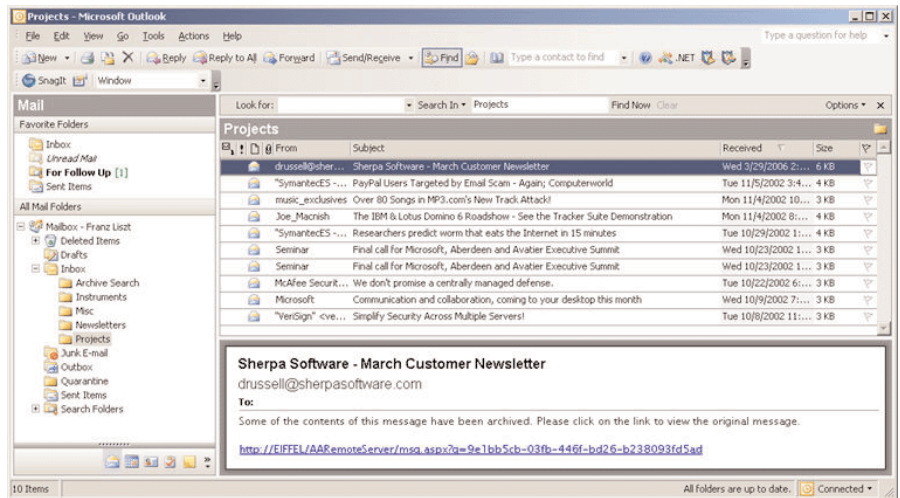 Projects - Microsoft Outlook
File Edit View Go Tools Actions Help Type a question for help
New Reply Reply to All Forward Send/Receive Find Type a contact to find .NET
SnagIt Window
Mail
Favorite Folders
Inbox
Unread Mail
For Follow Up [1]
Sent Items
All Mail Folders
Mailbox - Franz Liszt
Deleted Items
Drafts
Inbox
Archive Search
Instruments
Misc
Newsletters
Projects
Junk E-mail
Outbox
Quarantine
Sent Items
Search Folders
Look for: Search In Projects Find Now Clear Options
Projects
From Subject Received Size
drussell@sher... Sherpa Software - March Customer Newsletter Wed 3/29/2006 2:... 6 KB
"SymantecES -... PayPal Users Targeted by Email Scam - Again; Computerworld Tue 11/5/2002 3:4... 4 KB
music_exclusives Over 80 Songs in MP3.com's New Track Attack! Mon 11/4/2002 10... 3 KB
Joe_Macnish The IBM & Lotus Domino 6 Roadshow - See the Tracker Suite Demonstration Mon 11/4/2002 8:... 4 KB
"SymantecES -... Researchers predict worm that eats the Internet in 15 minutes Tue 10/29/2002 1:... 4 KB
Seminar Final call for Microsoft, Aberdeen and Avatier Executive Summit Wed 10/23/2002 1... 3 KB
Seminar Final call for Microsoft, Aberdeen and Avatier Executive Summit Wed 10/23/2002 1... 3 KB
McAfee Securit... We don't promise a centrally managed defense. Tue 10/22/2002 6:... 3 KB
Microsoft Communication and collaboration, coming to your desktop this month Wed 10/9/2002 7:... 3 KB
"VeriSign" <ve... Simplify Security Across Multiple Servers! Tue 10/8/2002 11:... 3 KB
Sherpa Software - March Customer Newsletter
drussell@sherpasoftware.com
To:
Some of the contents of this message have been archived. Please click on the link to view the original message.
http://EIFFEL/AARemoteServer/msg.aspx?q=9e1bb5cb-03fb-446f-bd26-b238093fd5ad
10 Items All folders are up to date. Connected